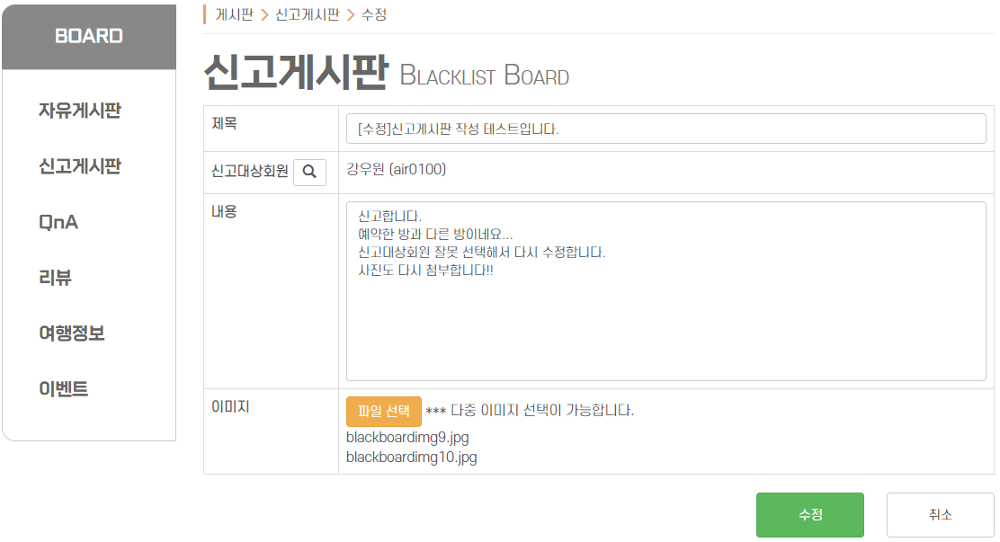 BOARD
자유게시판
신고게시판
QnA
리뷰
여행정보
이벤트
게시판 > 신고게시판 > 수정
신고게시판 Blacklist Board
제목
[수정]신고게시판 작성 테스트입니다.
신고대상회원
강우원 (air0100)
내용
신고합니다.
예약한 방과 다른 방이네요...
신고대상회원 잘못 선택해서 다시 수정합니다.
사진도 다시 첨부합니다!!
이미지
파일 선택 *** 다중 이미지 선택이 가능합니다.
blackboardimg9.jpg
blackboardimg10.jpg
수정
취소